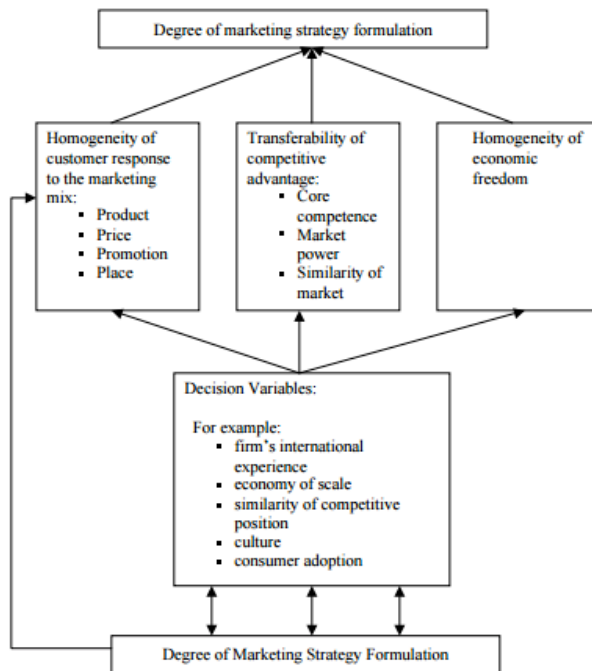 Degree of marketing strategy formulation
Homogeneity of
customer response
to the marketing
mix:
▪ Product
▪ Price
▪ Promotion
▪ Place
Transferability of
competitive
advantage:
▪ Core
competence
▪ Market
power
▪ Similarity of
market
Homogeneity of
economic
freedom
Decision Variables:
For example:
▪ firm's international
experience
▪ economy of scale
▪ similarity of competitive
position
▪ culture
▪ consumer adoption
Degree of Marketing Strategy Formulation